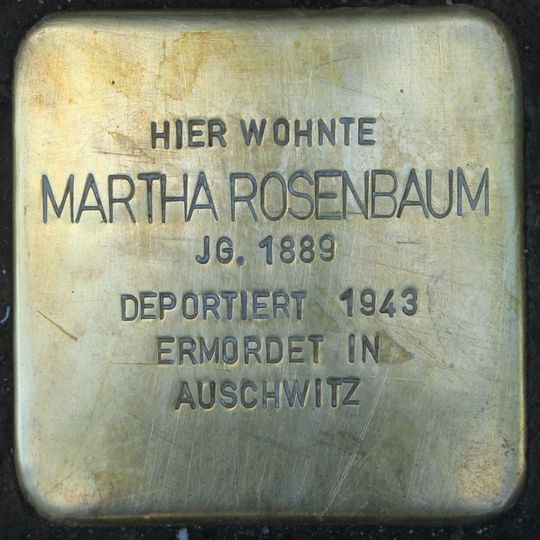 HIER WOHNTE
MARTHA ROSENBAUM
JG. 1889
DEPORTIERT 1943
ERMORDET IN
AUSCHWITZ